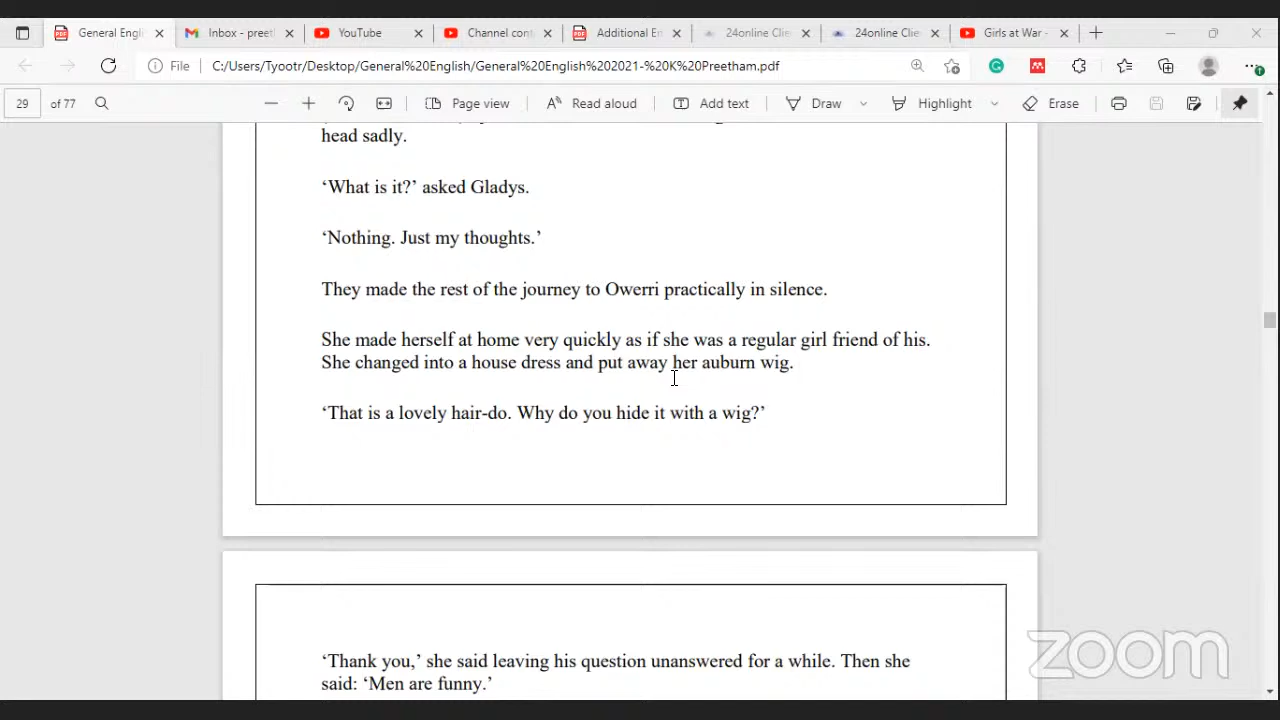 General Engli
Inbox - preet
YouTube
Channel cont
Additional En
24online Clie
24online Clie
Girls at War -
File
C:/Users/Tyootr/Desktop/General%20English/General%20English%202021-%20K%20Preetham.pdf
29 of 77
Page view
Read aloud
Add text
Draw
Highlight
Erase
head sadly.
‘What is it?’ asked Gladys.
‘Nothing. Just my thoughts.’
They made the rest of the journey to Owerri practically in silence.
She made herself at home very quickly as if she was a regular girl friend of his.
She changed into a house dress and put away her auburn wig.
‘That is a lovely hair-do. Why do you hide it with a wig?’
‘Thank you,’ she said leaving his question unanswered for a while. Then she
said: ‘Men are funny.’
zoom